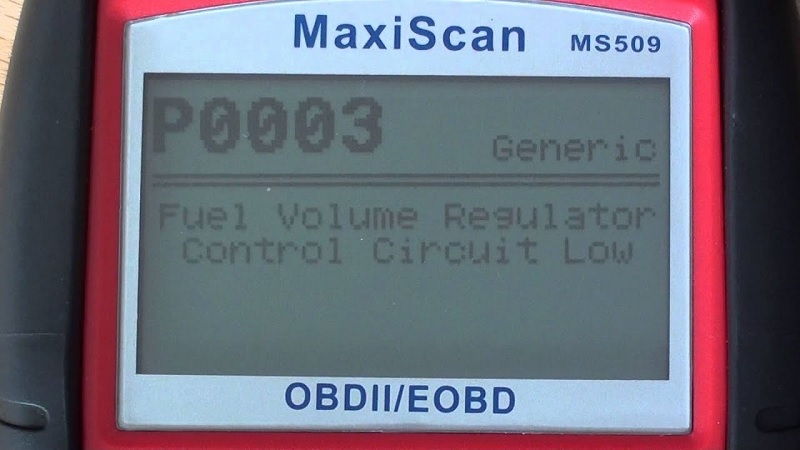 MaxiScan MS509
P0003 Generic
Fuel Volume Regulator
Control Circuit Low
OBDII/EOBD